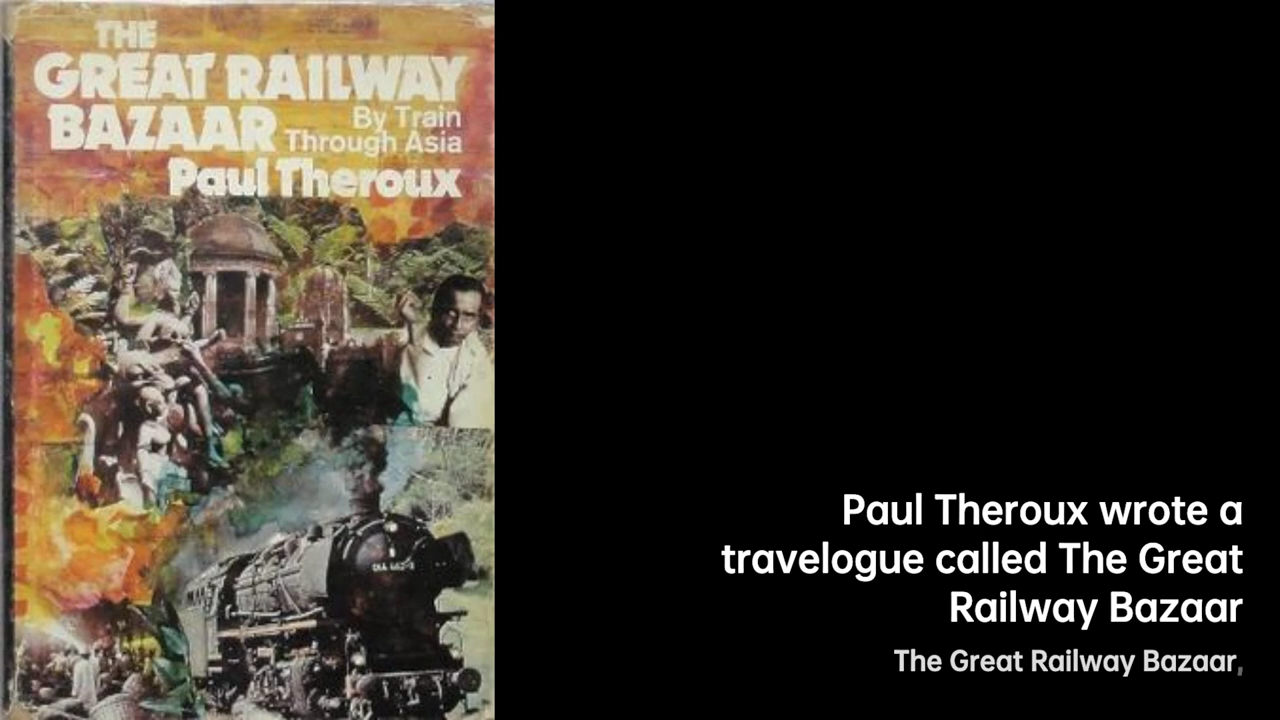 THE
GREAT RAILWAY
BAZAAR By Train
Through Asia
Paul Theroux
Paul Theroux wrote a
travelogue called The Great
Railway Bazaar
The Great Railway Bazaar,